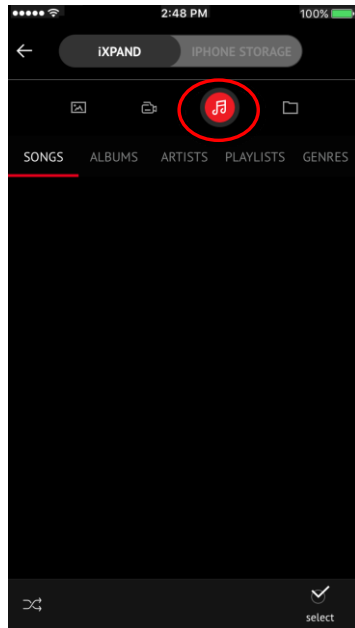 2:48 PM 100%
iXPAND IPHONE STORAGE
SONGS ALBUMS ARTISTS PLAYLISTS GENRES
select